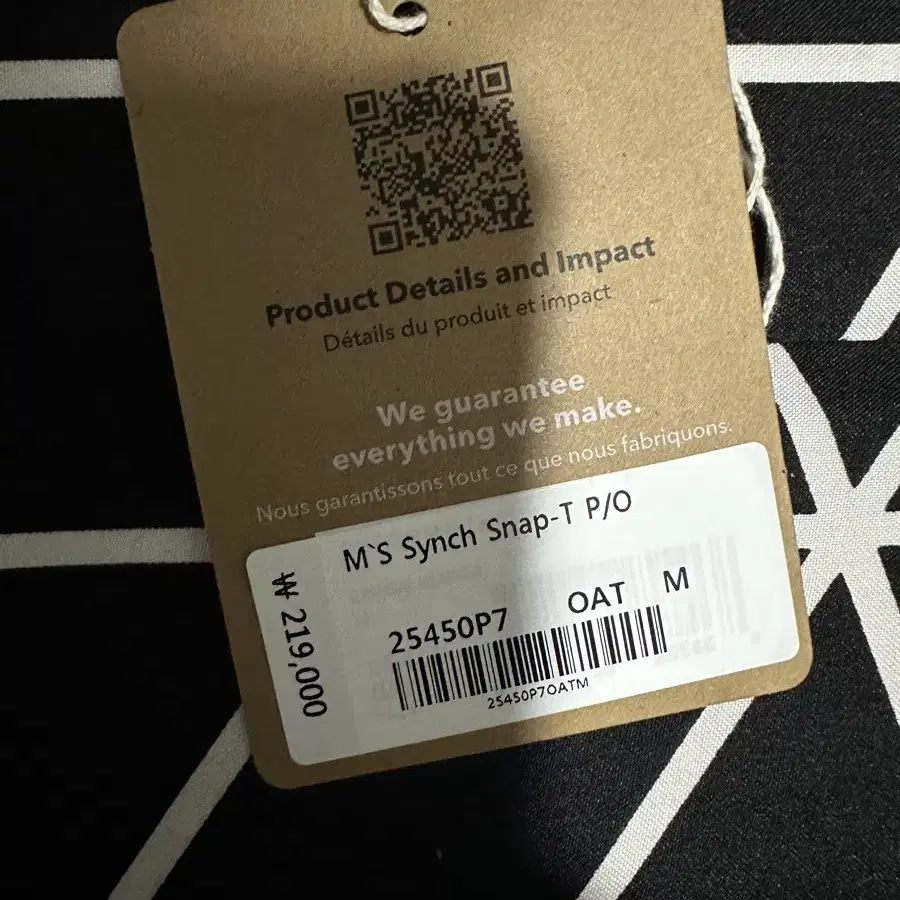 Product Details and Impact
Détails du produit et impact
We guarantee
everything we make.
Nous garantissons tout ce que nous fabriquons.
M`S Synch Snap-T P/O
25450P7 OAT M
25450P7OATM
₩ 219,000